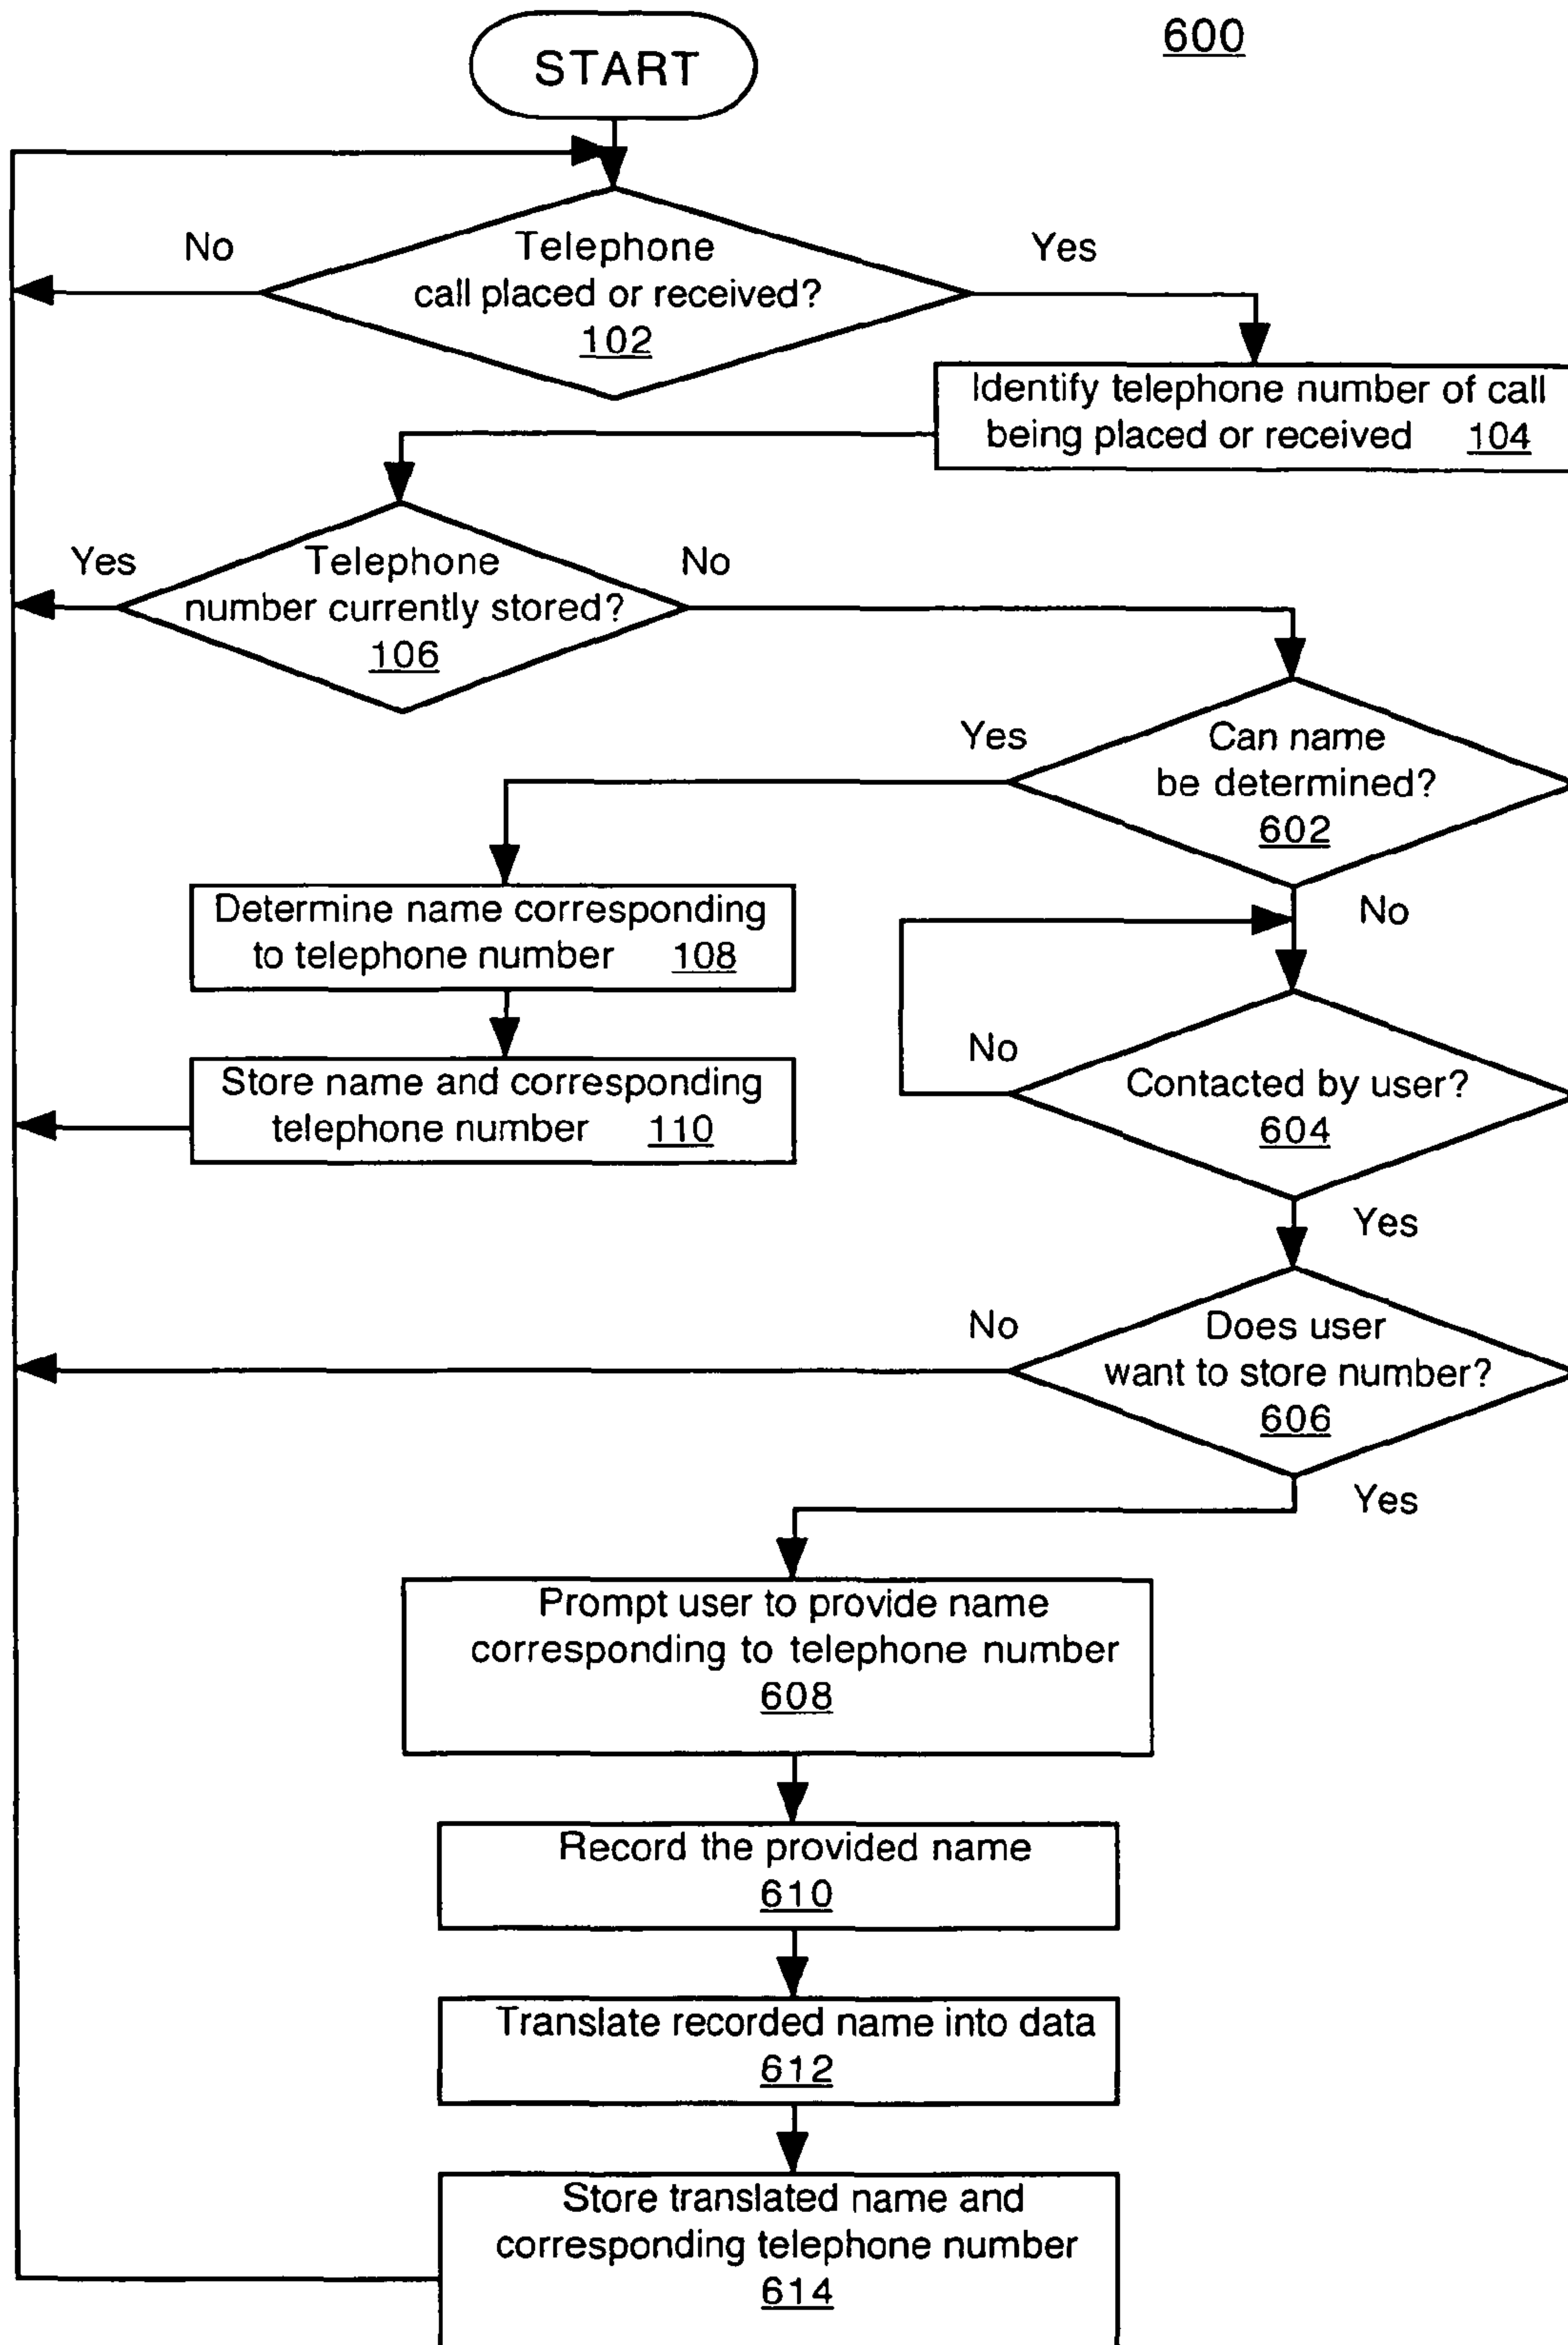 600
START
No
Yes
Telephone
call placed or received?
102
Identify telephone number of call
being placed or received 104
Yes
No
Telephone
number currently stored?
106
Yes
Can name
be determined?
602
No
Determine name corresponding
to telephone number 108
Store name and corresponding
telephone number 110
No
Contacted by user?
604
Yes
No
Does user
want to store number?
606
Yes
Prompt user to provide name
corresponding to telephone number
608
Record the provided name
610
Translate recorded name into data
612
Store translated name and
corresponding telephone number
614